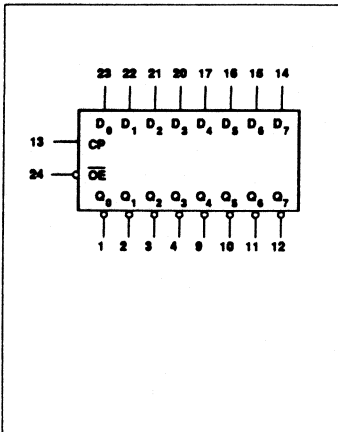 23 22 21 20 17 16 15 14
D0 D1 D2 D3 D4 D5 D6 D7
13 CP
24 OE
Q0 Q1 Q2 Q3 Q4 Q5 Q6 Q7
1 2 3 4 9 10 11 12